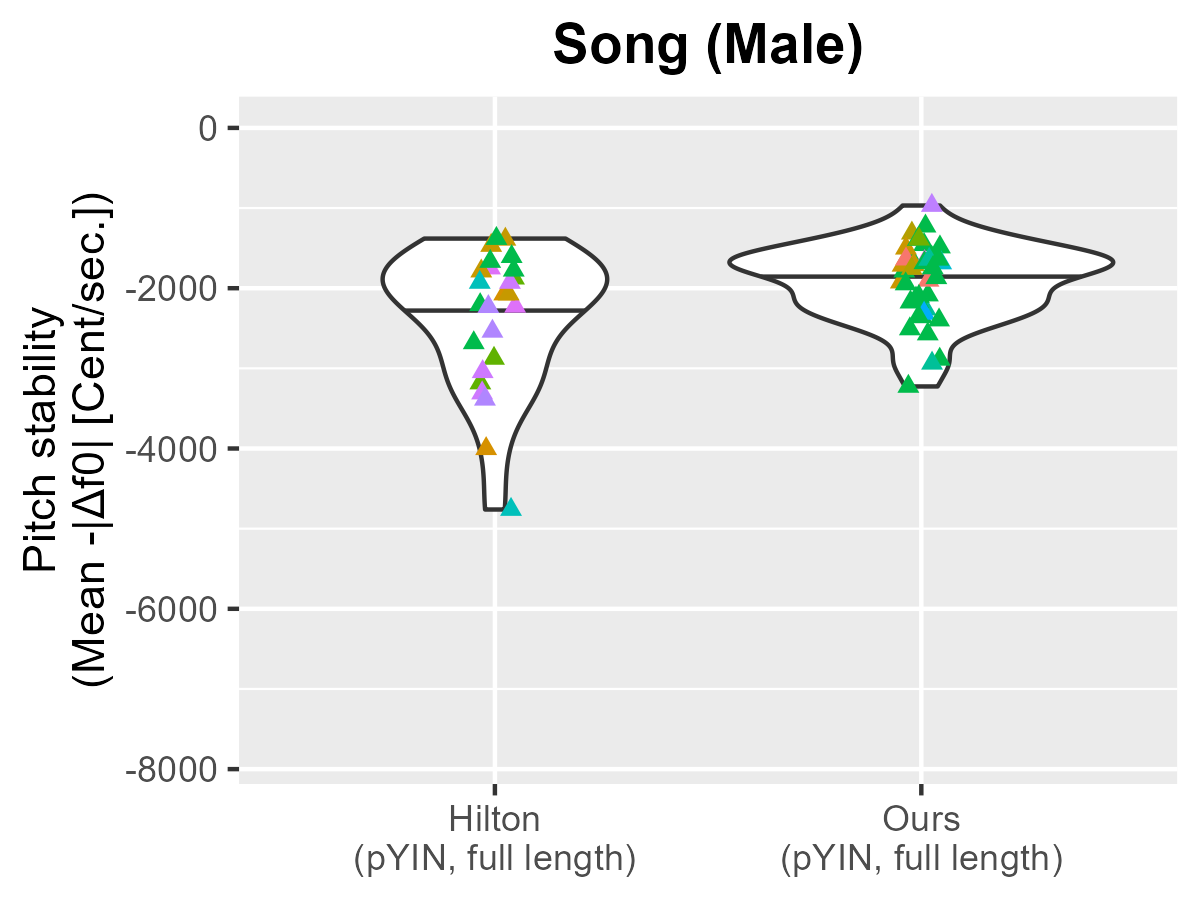 Song (Male)
Pitch stability
(Mean -|Δf0| [Cent/sec.])
0
-2000
-4000
-6000
-8000
Hilton
(pYIN, full length)
Ours
(pYIN, full length)